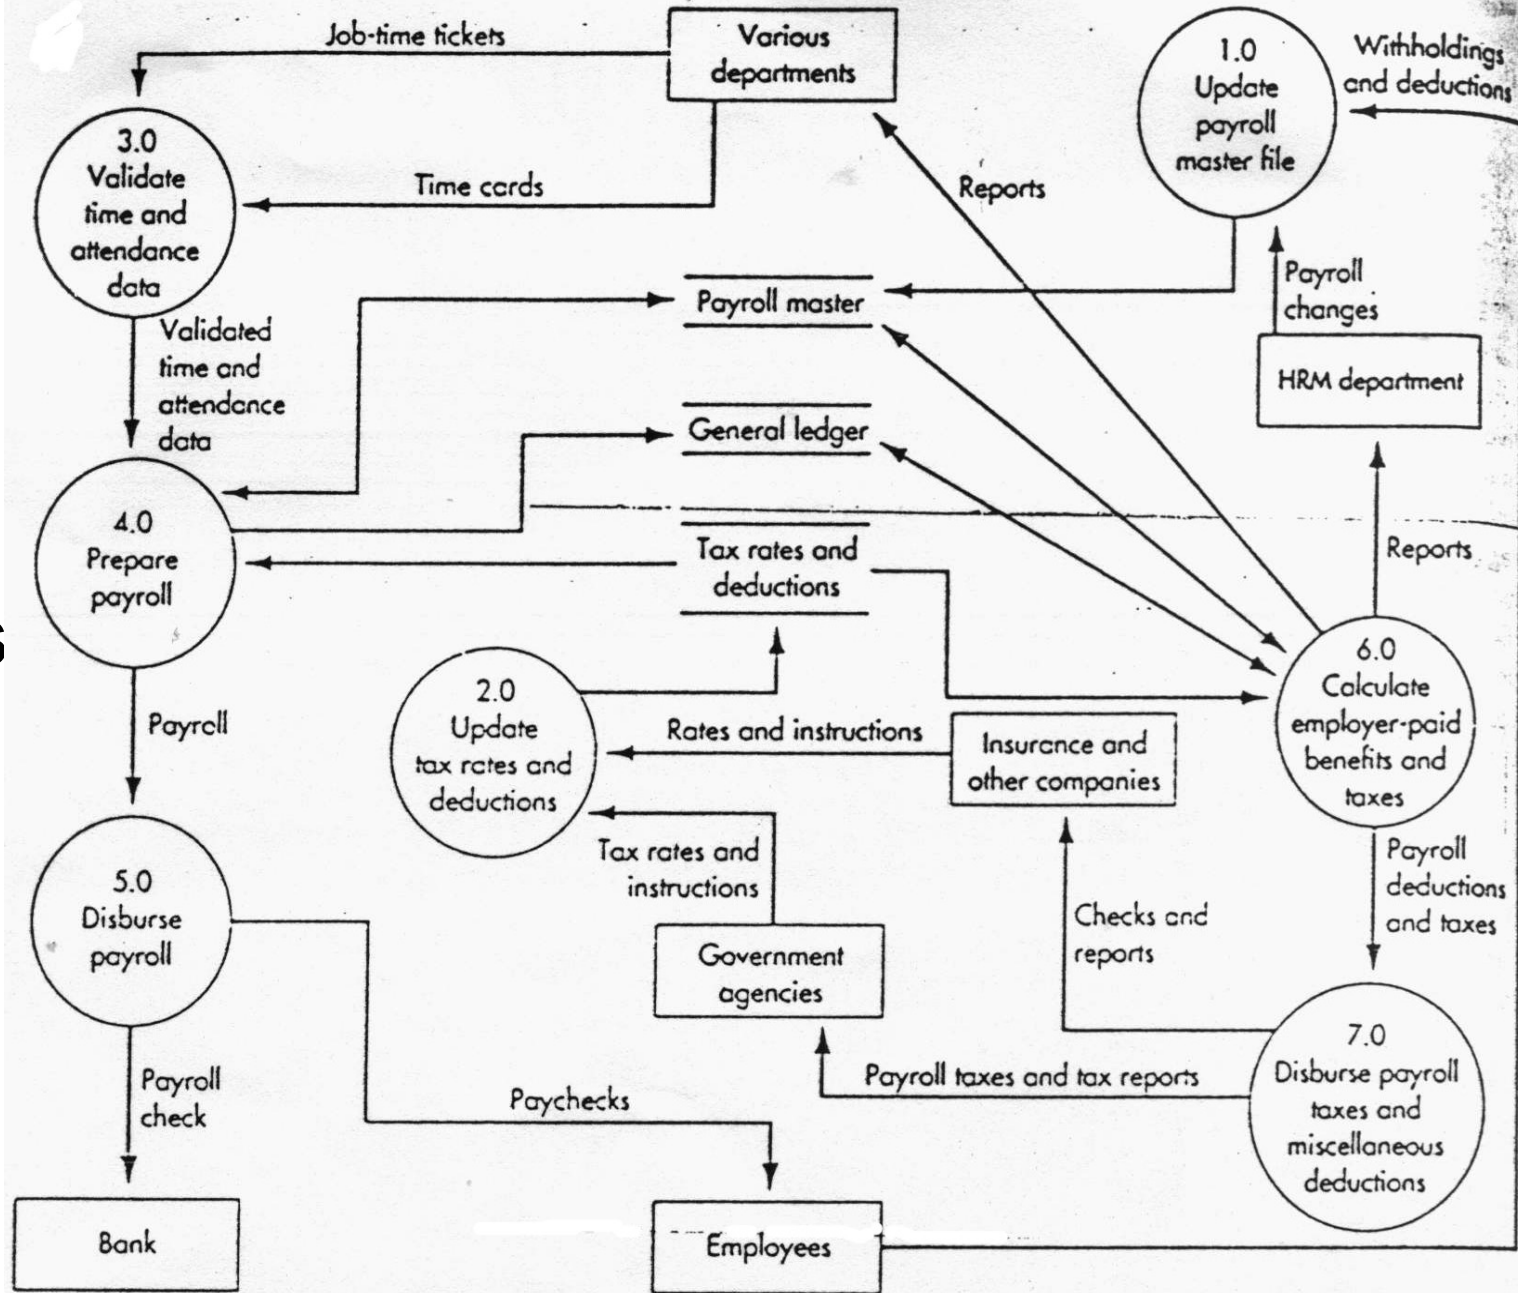 Job-time tickets
Various
departments
1.0
Update
payroll
master file
Withholdings
and deductions
3.0
Validate
time and
attendance
data
Time cards
Reports
Payroll master
Payroll
changes
HRM department
Validated
time and
attendance
data
General ledger
4.0
Prepare
payroll
Tax rates and
deductions
Reports
6.0
Calculate
employer-paid
benefits and
taxes
2.0
Update
tax rates and
deductions
Payroll
Rates and instructions
Insurance and
other companies
Tax rates and
instructions
Payroll
deductions
and taxes
5.0
Disburse
payroll
Government
agencies
Checks and
reports
7.0
Disburse payroll
taxes and
miscellaneous
deductions
Payroll taxes and tax reports
Payroll
check
Paychecks
Bank
Employees